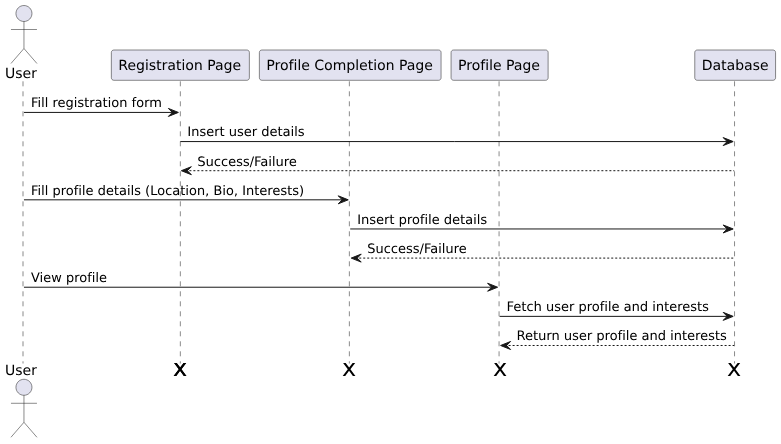 User
Registration Page
Profile Completion Page
Profile Page
Database
Fill registration form
Insert user details
Success/Failure
Fill profile details (Location, Bio, Interests)
Insert profile details
Success/Failure
View profile
Fetch user profile and interests
Return user profile and interests
User